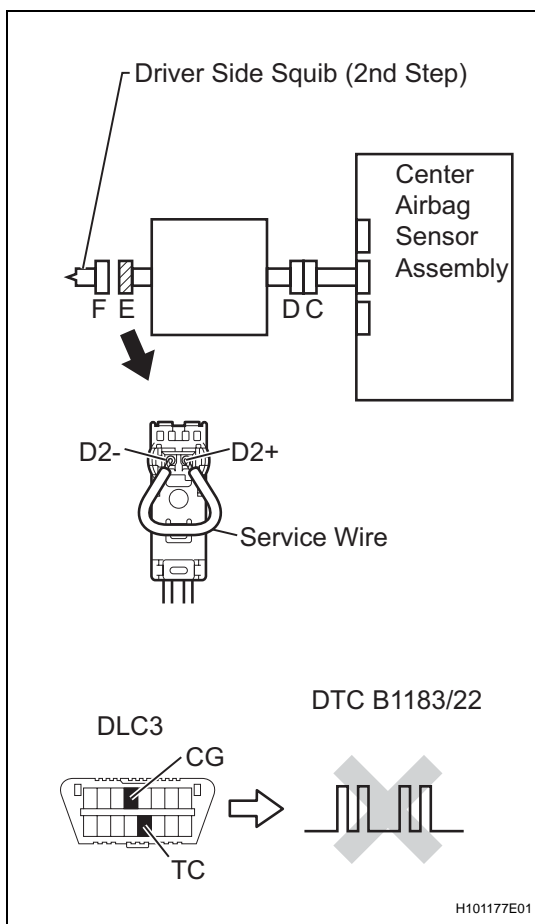 Driver Side Squib (2nd Step)
Center
Airbag
Sensor
Assembly
F E D C
D2- D2+
Service Wire
DTC B1183/22
DLC3
CG
TC
H101177E01